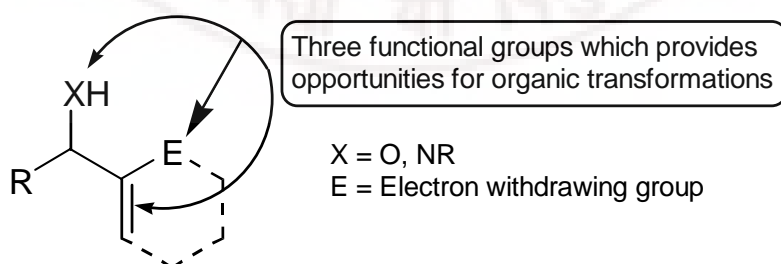 Three functional groups which provides
opportunities for organic transformations
XH
E
R
X = O, NR
E = Electron withdrawing group